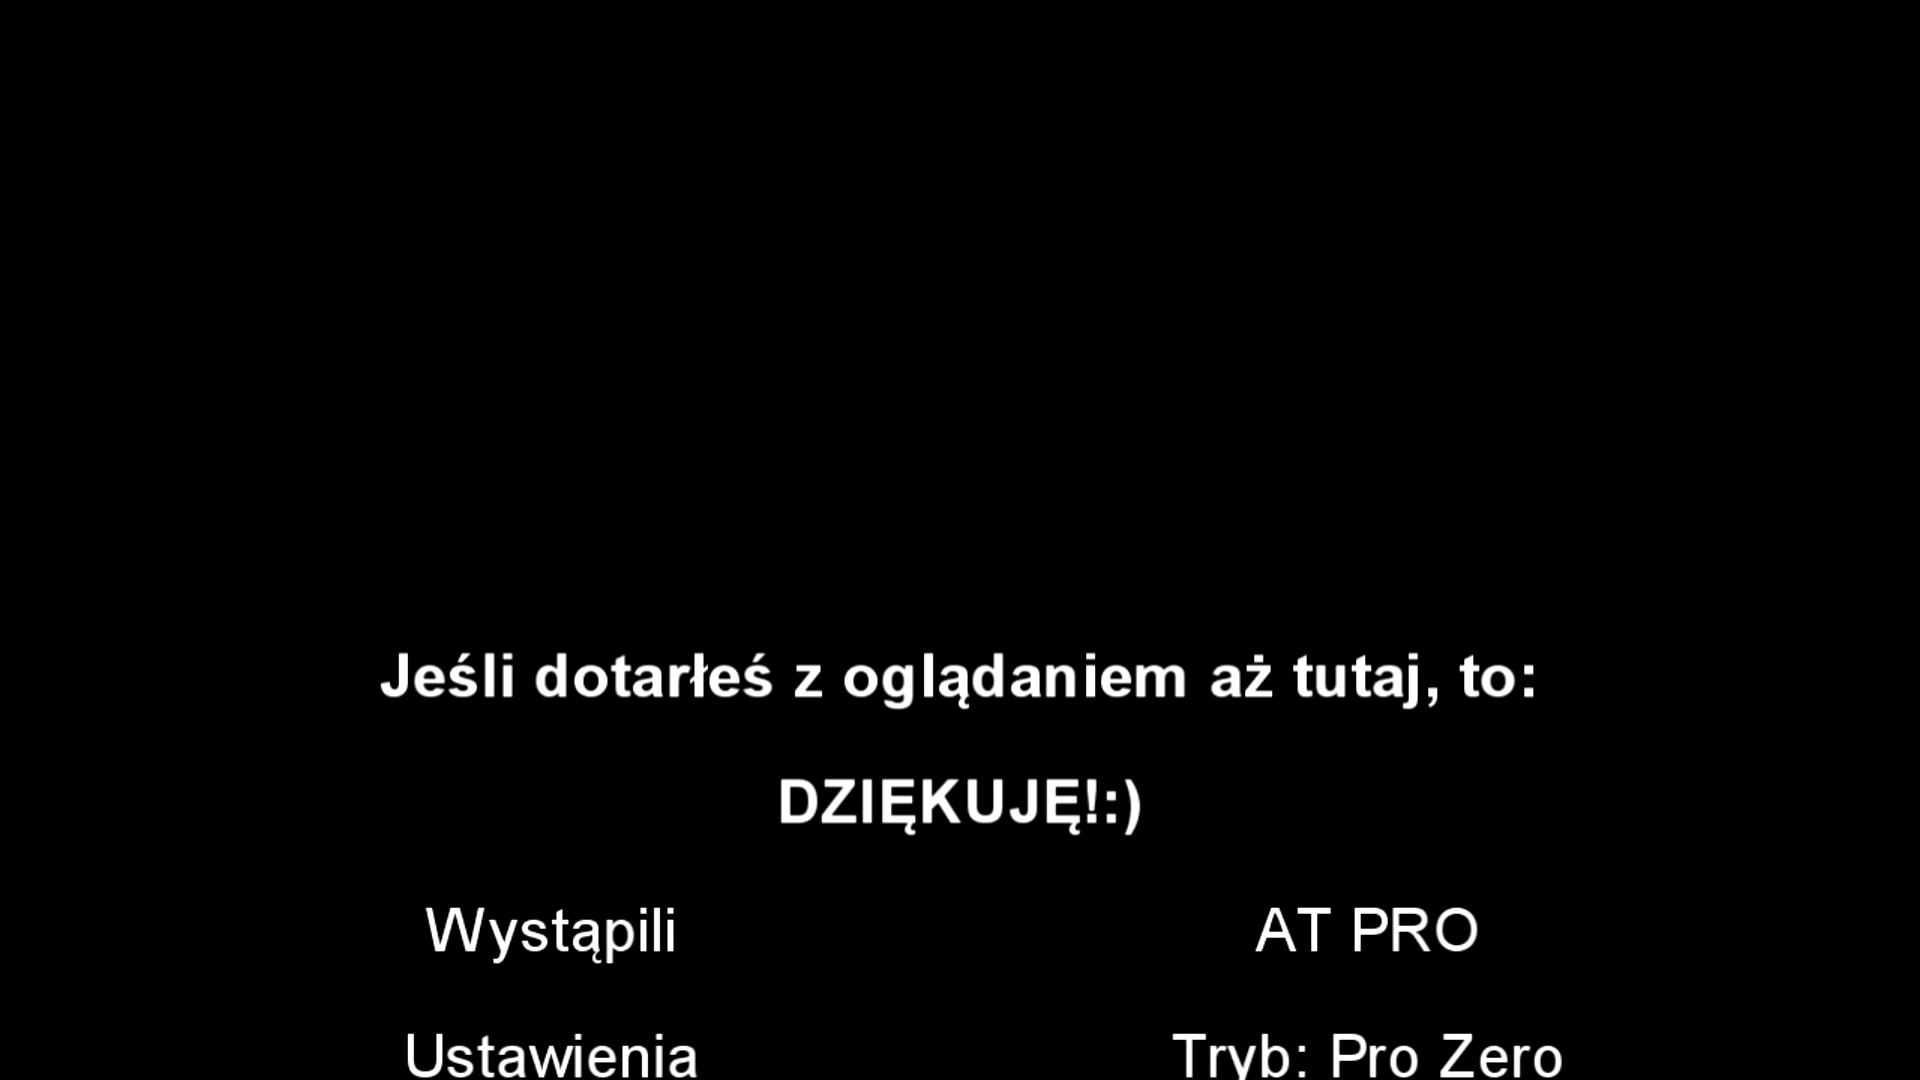 Jeśli dotarłeś z oglądaniem aż tutaj, to:
DZIĘKUJĘ!:)
Wystąpili AT PRO
Ustawienia Tryb: Pro Zero